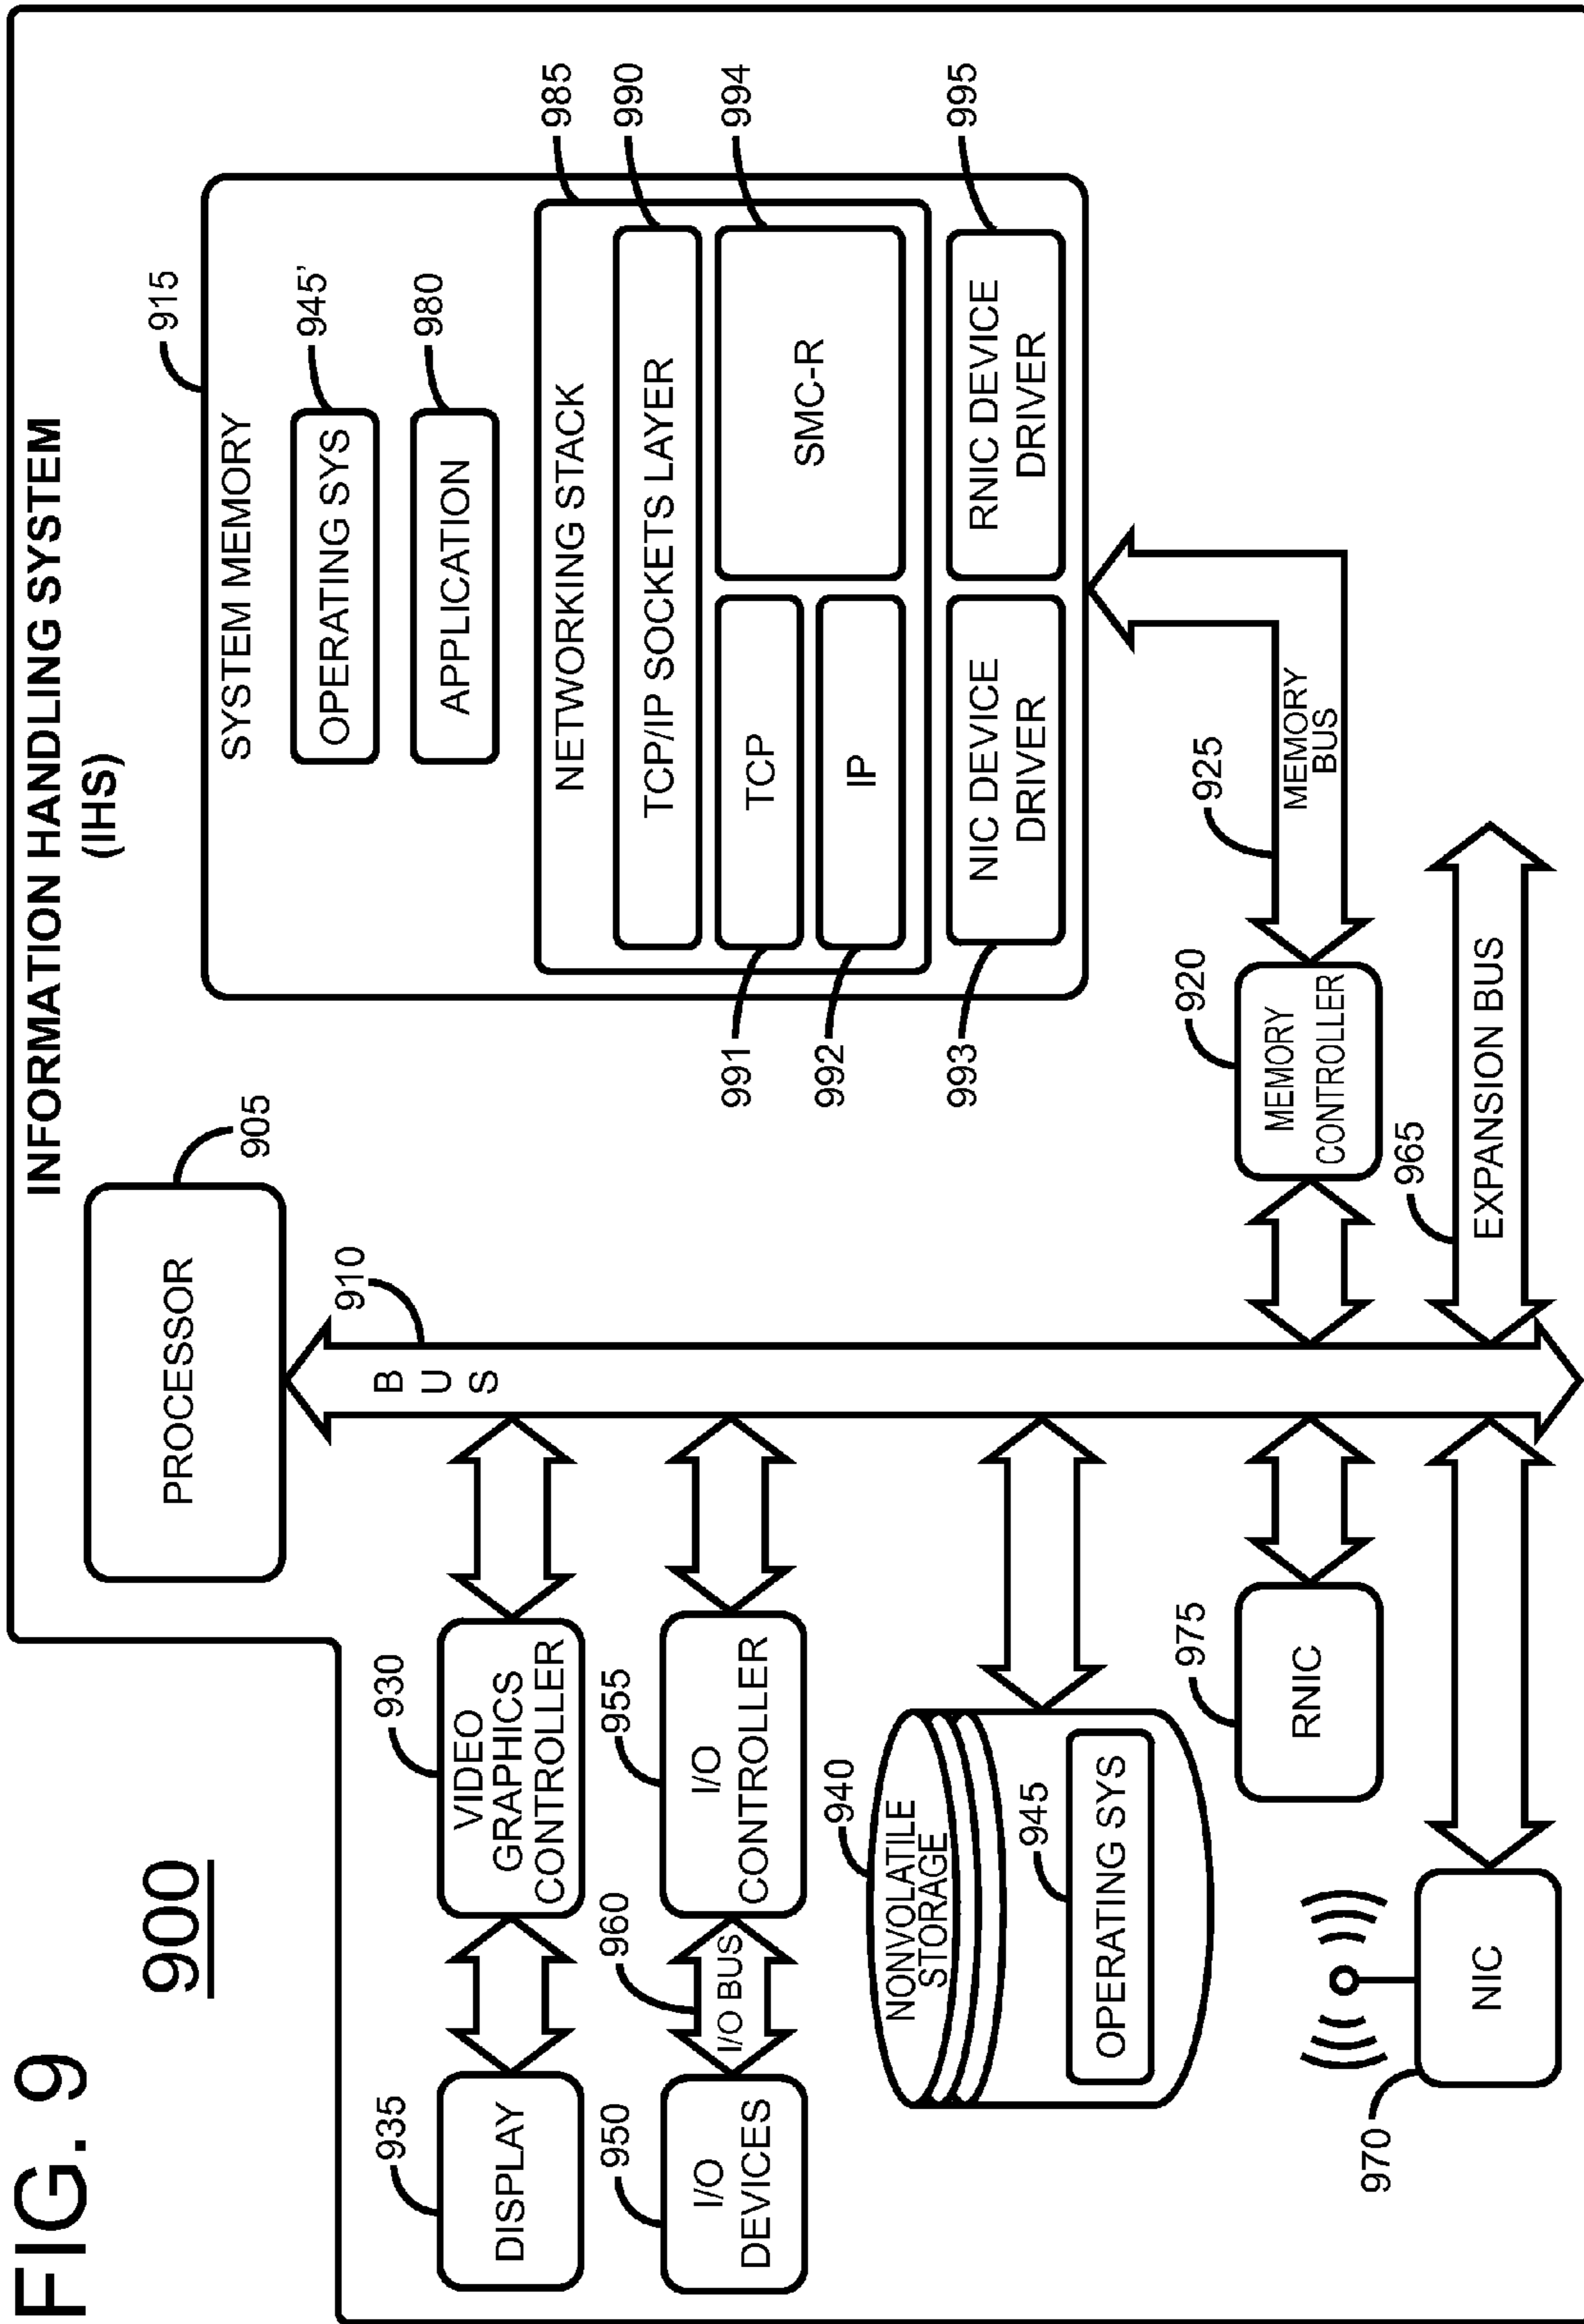 FIG. 9
900
INFORMATION HANDLING SYSTEM
(IHS)
PROCESSOR
905
910
B
U
S
SYSTEM MEMORY
915
OPERATING SYS
945’
APPLICATION
980
NETWORKING STACK
985
TCP/IP SOCKETS LAYER
990
TCP
991
IP
992
SMC-R
994
NIC DEVICE
DRIVER
993
RNIC DEVICE
DRIVER
995
DISPLAY
935
VIDEO
GRAPHICS
CONTROLLER
930
I/O
DEVICES
950
I/O BUS
960
I/O
CONTROLLER
955
NONVOLATILE
STORAGE
940
OPERATING SYS
945
RNIC
975
MEMORY
CONTROLLER
920
MEMORY
BUS
925
NIC
970
EXPANSION BUS
965